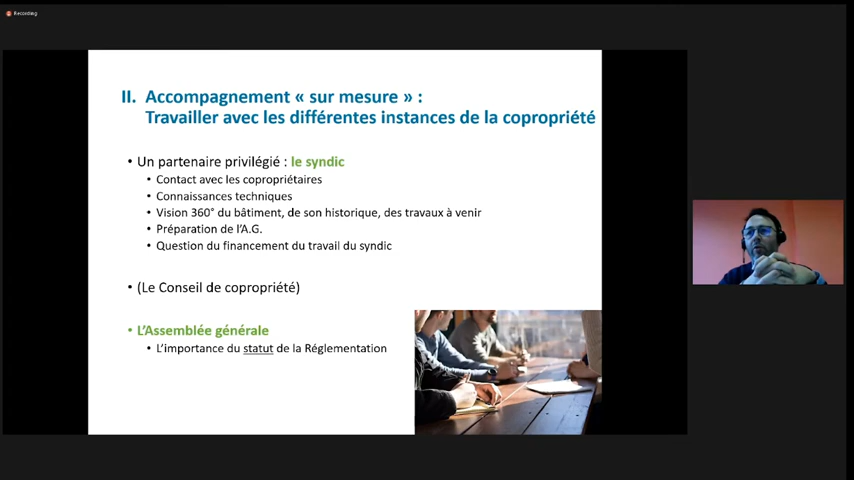 Recording
II. Accompagnement « sur mesure » :
Travailler avec les différentes instances de la copropriété
• Un partenaire privilégié : le syndic
• Contact avec les copropriétaires
• Connaissances techniques
• Vision 360° du bâtiment, de son historique, des travaux à venir
• Préparation de l'A.G.
• Question du financement du travail du syndic
• (Le Conseil de copropriété)
• L'Assemblée générale
• L'importance du statut de la Réglementation